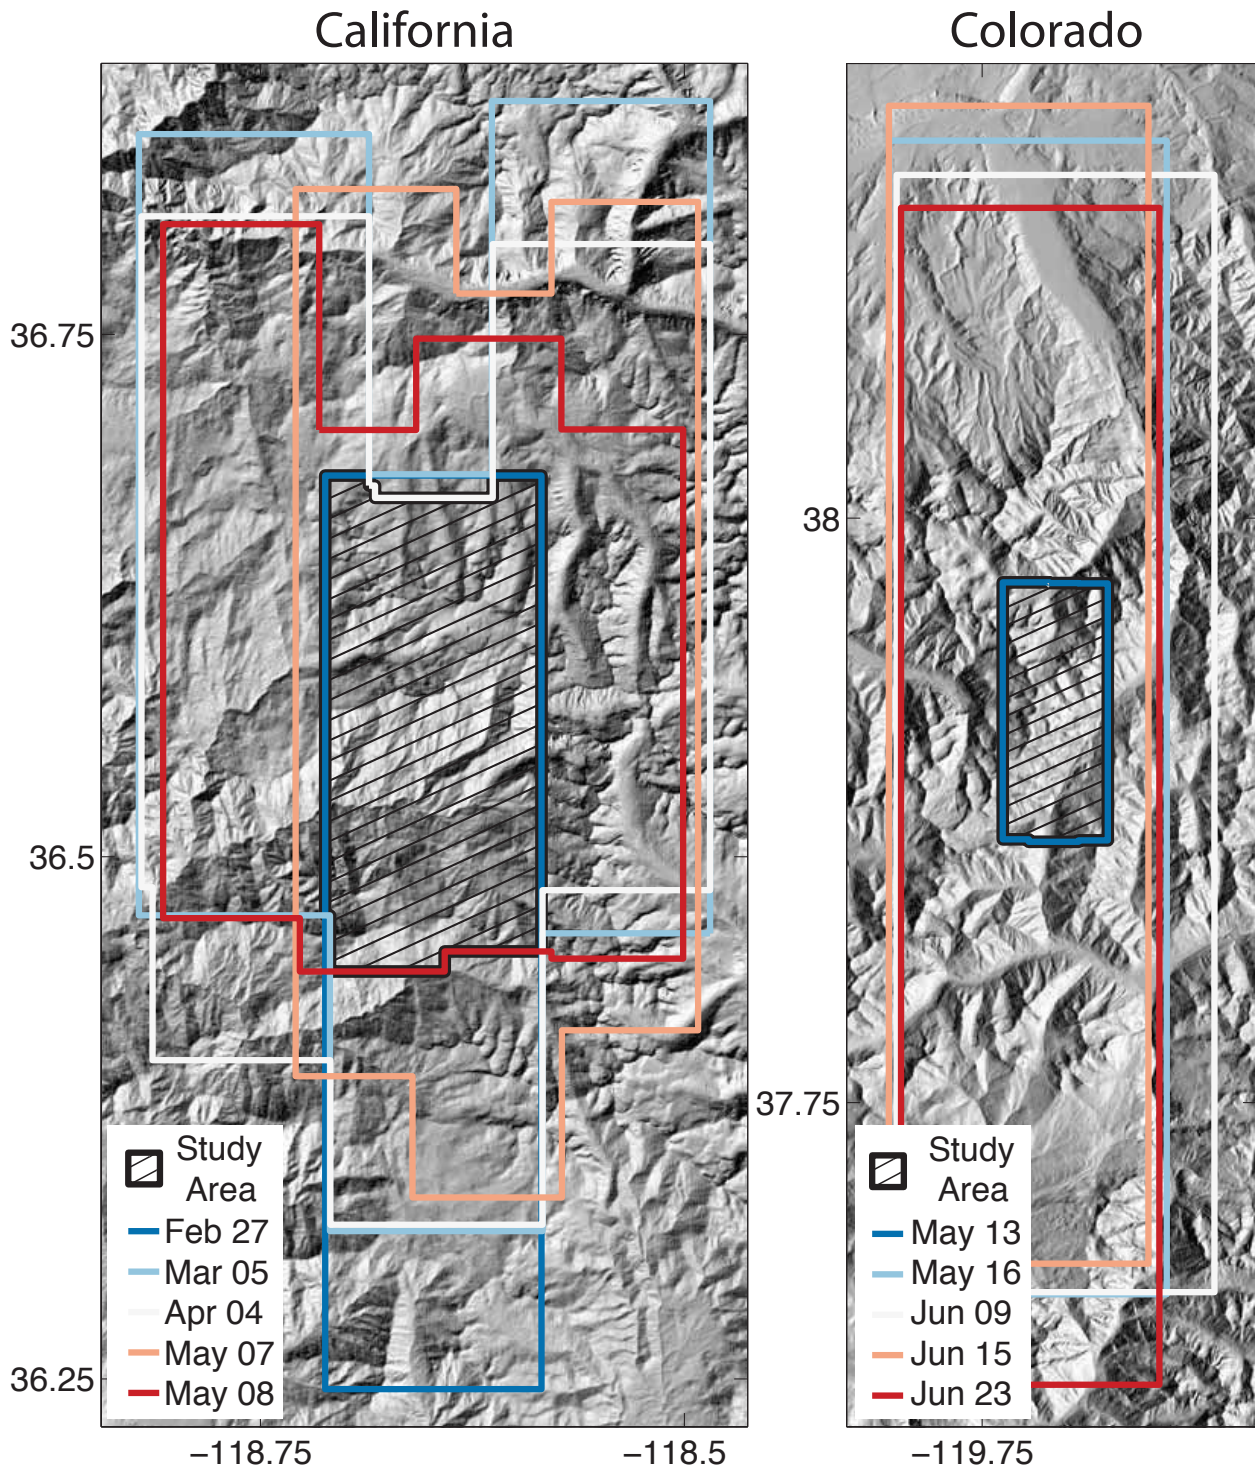 California
Colorado
36.75
36.5
36.25
−118.75
−118.5
Study
Area
Feb 27
Mar 05
Apr 04
May 07
May 08
38
37.75
−119.75
Study
Area
May 13
May 16
Jun 09
Jun 15
Jun 23